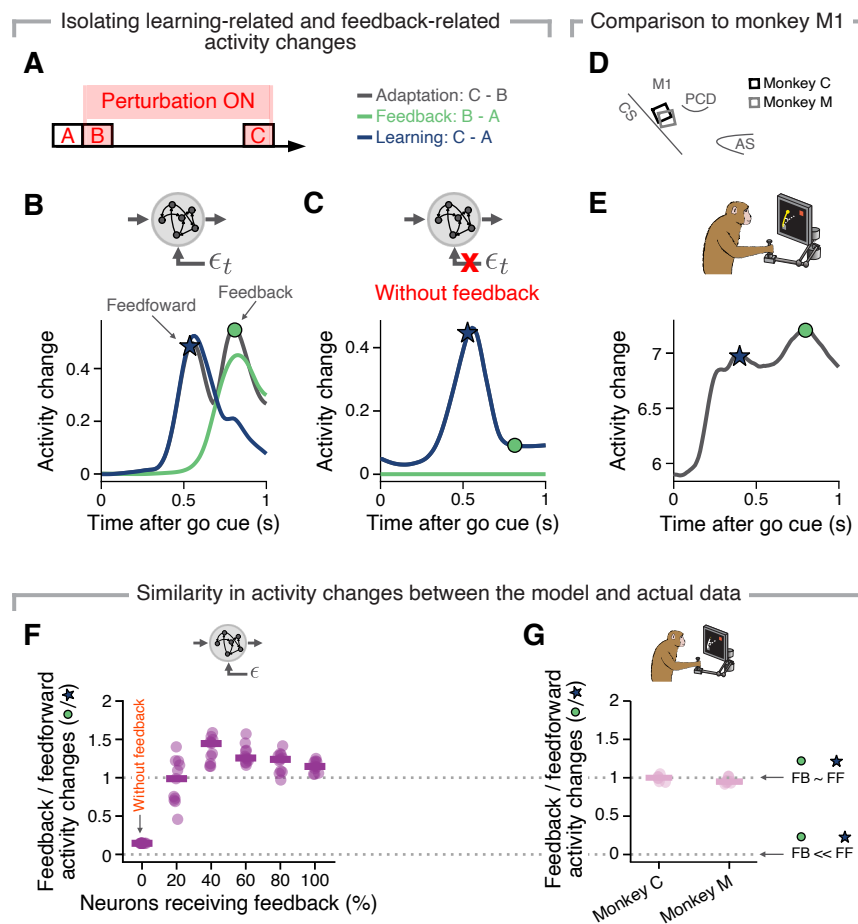 Isolating learning-related and feedback-related
activity changes
Comparison to monkey M1
A
Perturbation ON
A
B
C
Adaptation: C - B
Feedback: B - A
Learning: C - A
D
M1
PCD
CS
AS
Monkey C
Monkey M
B
ϵt
Feedfoward
Feedback
Activity change
0.4
0.2
0
0
0.5
1
Time after go cue (s)
C
X ϵt
Without feedback
Activity change
0.4
0.2
0
0
0.5
1
Time after go cue (s)
E
Activity change
7
6.5
6
0
0.5
1
Time after go cue (s)
Similarity in activity changes between the model and actual data
F
ϵ
Feedback / feedforward
activity changes (●/★)
2
1.5
1
0.5
0
Without feedback
0
20
40
60
80
100
Neurons receiving feedback (%)
G
Feedback / feedforward
activity changes (●/★)
2
1.5
1
0.5
0
Monkey C
Monkey M
FB ~ FF
FB << FF